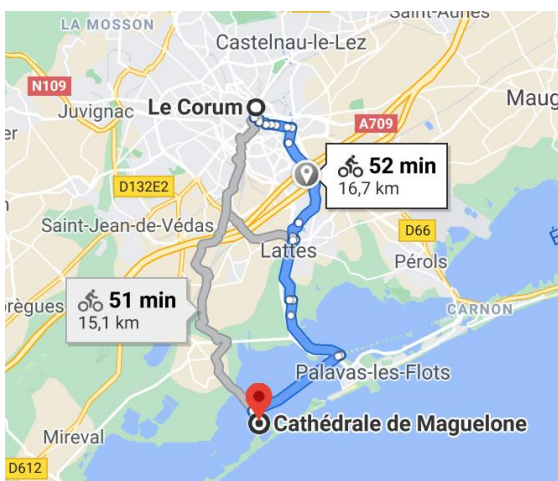 LA MOSSON
Saint-Aunès
Castelnau-le-Lez
N109
Juvignac
Le Corum
Maug
er
A709
52 min
16,7 km
D132E2
Saint-Jean-de-Védas
D66
Lattes
Pérols
brègues
51 min
15,1 km
CARNON
Palavas-les-Flots
Cathédrale de Maguelone
Mireval
D612